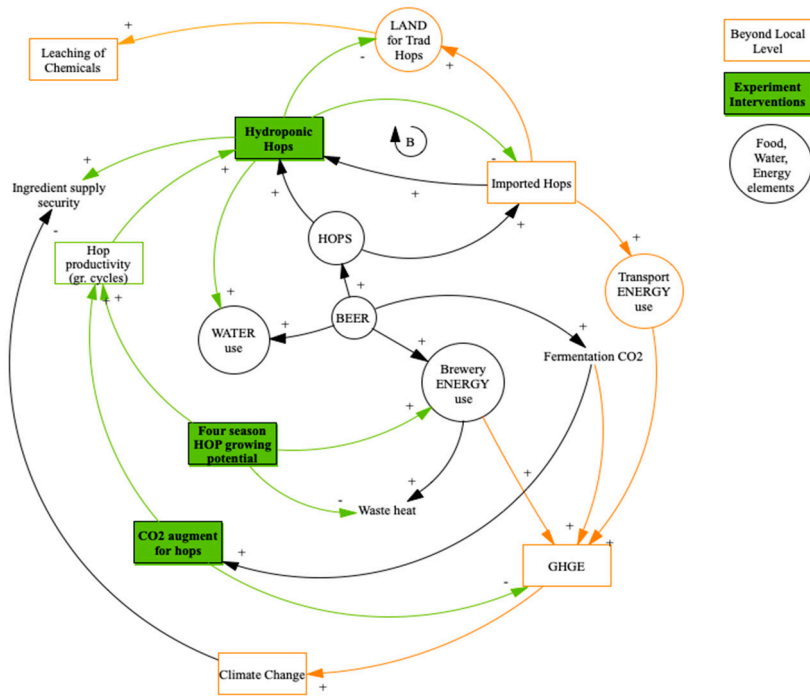 LAND
for Trad
Hops
+
Leaching of
Chemicals
-
+
Beyond Local
Level
Experiment
Interventions
Food,
Water,
Energy
elements
Hydroponic
Hops
B
+
+
-
Imported Hops
+
Ingredient supply
security
+
+
-
Hop
productivity
(gr. cycles)
HOPS
+
+
Transport
ENERGY
use
+
+
+
+
BEER
WATER
use
+
+
+
Fermentation CO2
Brewery
ENERGY
use
+
Four season
HOP growing
potential
+
+
-
Waste heat
CO2 augment
for hops
+
+
+
GHGE
-
Climate Change
+